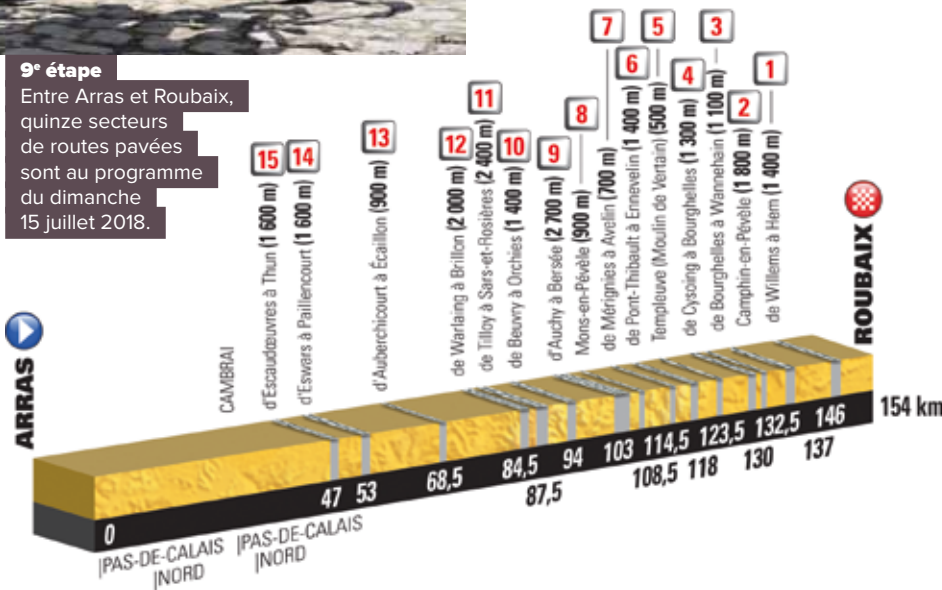 9e étape
Entre Arras et Roubaix,
quinze secteurs
de routes pavées
sont au programme
du dimanche
15 juillet 2018.
ARRAS
CAMBRAI
15 d'Escaudœuvres à Thun (1 600 m)
14 d'Eswars à Paillencourt (1 600 m)
13 d'Auberchicourt à Écaillon (900 m)
12 de Warlaing à Brillon (2 000 m)
11 de Tilloy à Sars-et-Rosières (2 400 m)
10 de Beuvry à Orchies (1 400 m)
9 d'Auchy à Bersée (2 700 m)
8 Mons-en-Pévèle (900 m)
7 de Mérignies à Avelin (700 m)
6 de Pont-Thibault à Ennevelin (1 400 m)
5 Templeuve (Moulin de Vertain) (500 m)
4 de Cysoing à Bourghelles (1 300 m)
3 de Bourghelles à Wannehain (1 100 m)
2 Camphin-en-Pévèle (1 800 m)
1 de Willems à Hem (1 400 m)
ROUBAIX
154 km
0
47
53
68,5
84,5
87,5
94
103
108,5
114,5
118
123,5
130
132,5
137
146
|PAS-DE-CALAIS
|NORD
|PAS-DE-CALAIS
|NORD